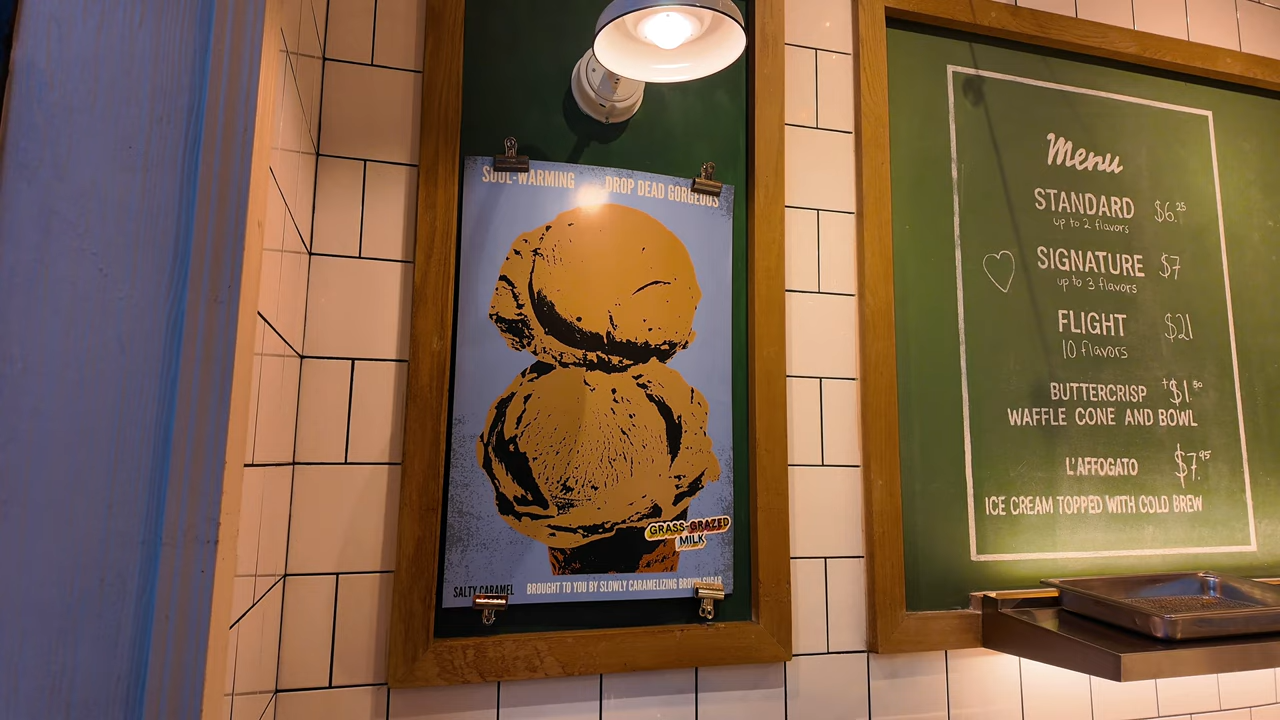 SOUL-WARMING DROP DEAD GORGEOUS
GRASS-GRAZED
MILK
SALTY CARAMEL BROUGHT TO YOU BY SLOWLY CARAMELIZING BROWN SUGAR
Menu
STANDARD $6.25
up to 2 flavors
SIGNATURE $7
up to 3 flavors
FLIGHT $21
10 flavors
BUTTERCRISP +$1.50
WAFFLE CONE AND BOWL
L'AFFOGATO $7.95
ICE CREAM TOPPED WITH COLD BREW